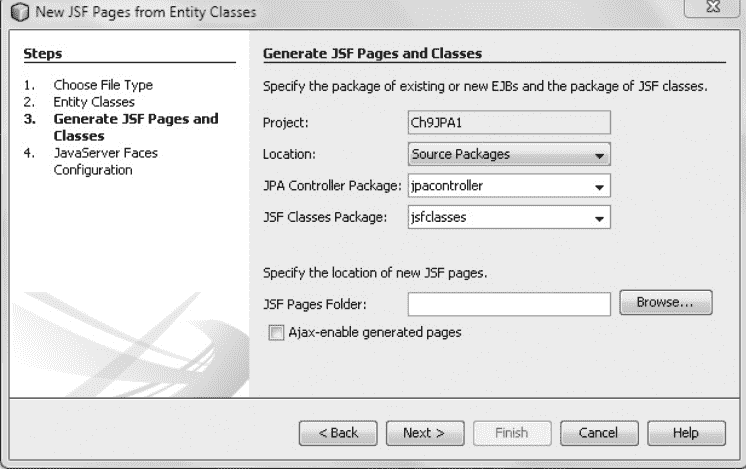 New JSF Pages from Entity Classes
Steps
1. Choose File Type
2. Entity Classes
3. Generate JSF Pages and
Classes
4. JavaServer Faces
Configuration
Generate JSF Pages and Classes
Specify the package of existing or new EJBs and the package of JSF classes.
Project: Ch9JPA1
Location: Source Packages
JPA Controller Package: jpacontroller
JSF Classes Package: jsfclasses
Specify the location of new JSF pages.
JSF Pages Folder: Browse...
Ajax-enable generated pages
< Back Next > Finish Cancel Help